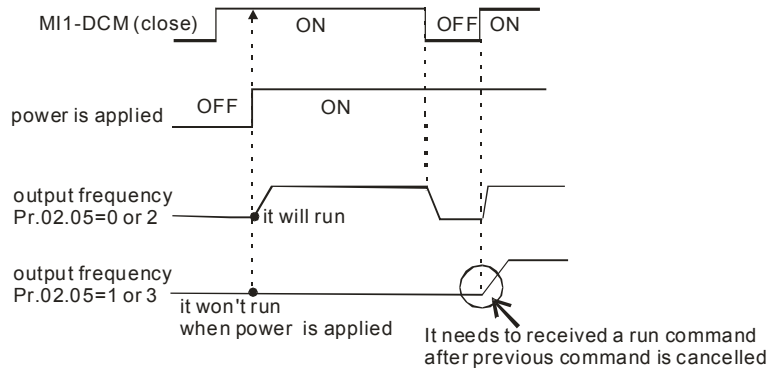 MI1-DCM (close)
ON
OFF
ON
OFF
ON
power is applied
output frequency
Pr.02.05=0 or 2
it will run
output frequency
Pr.02.05=1 or 3
it won't run
when power is applied
It needs to received a run command
after previous command is cancelled